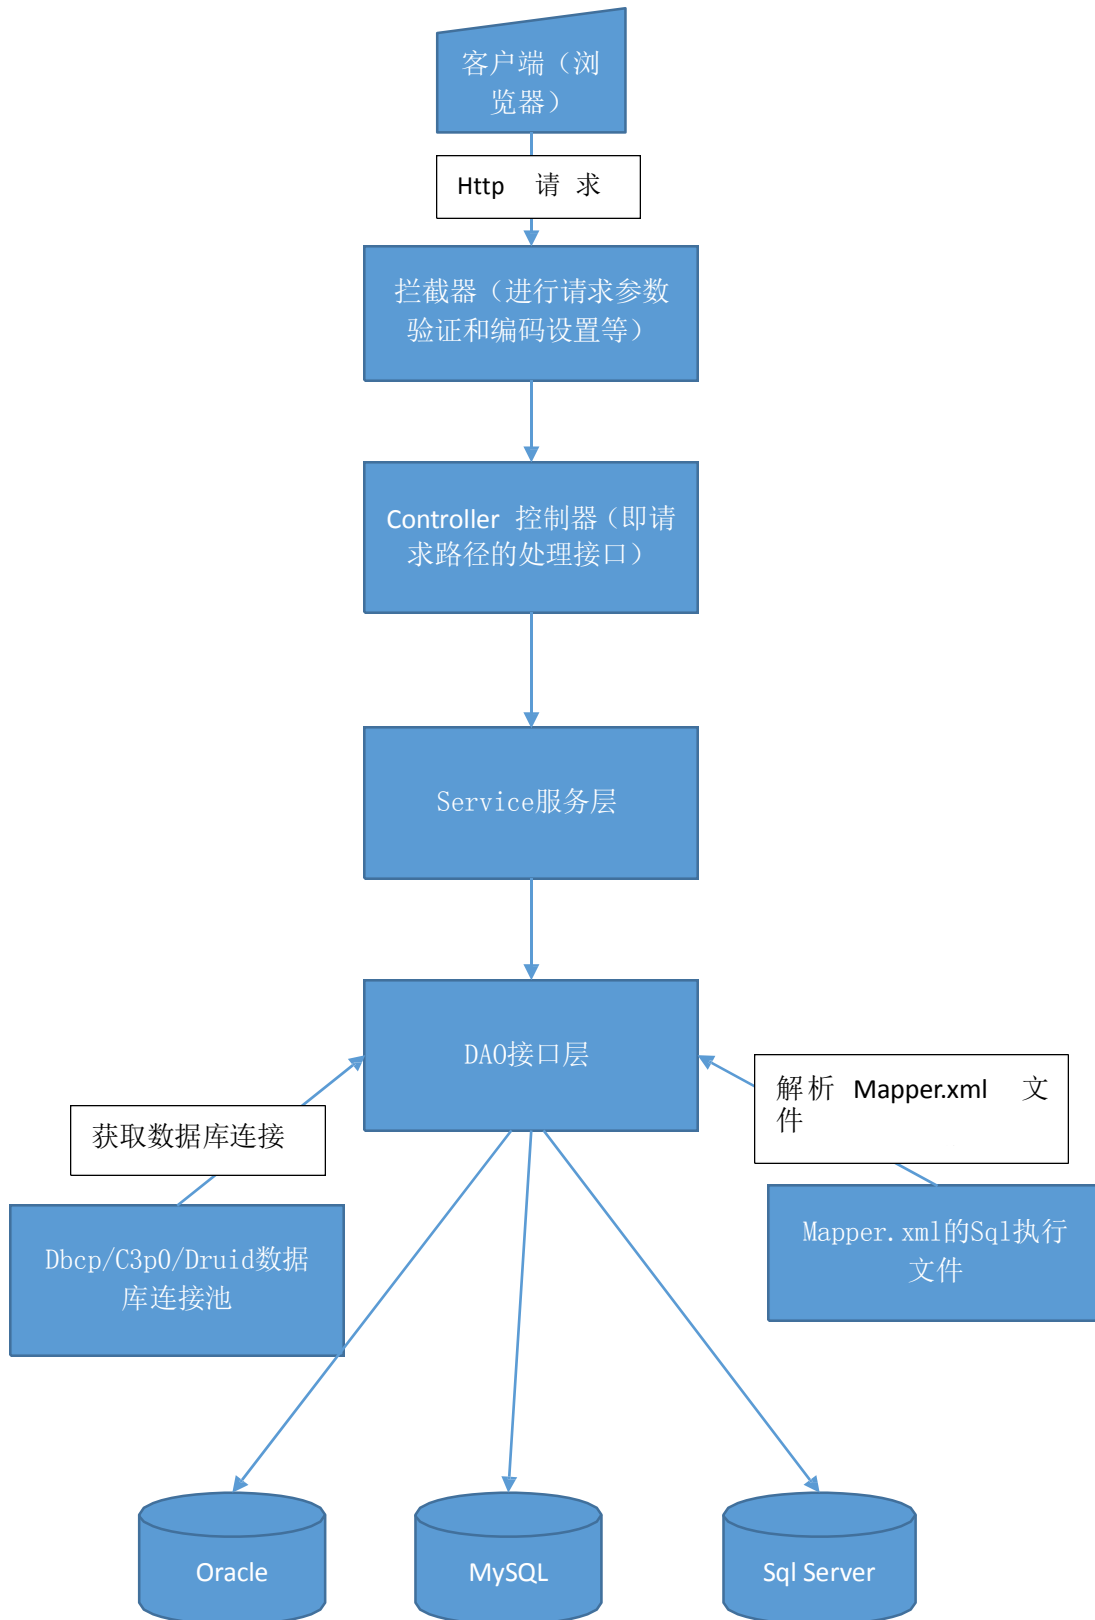 客户端（浏
览器）
Http 请 求
拦截器（进行请求参数
验证和编码设置等）
Controller 控制器（即请
求路径的处理接口）
Service服务层
DAO接口层
解析 Mapper.xml 文
件
获取数据库连接
Mapper.xml的Sql执行
文件
Dbcp/C3p0/Druid数据
库连接池
Oracle
MySQL
Sql Server